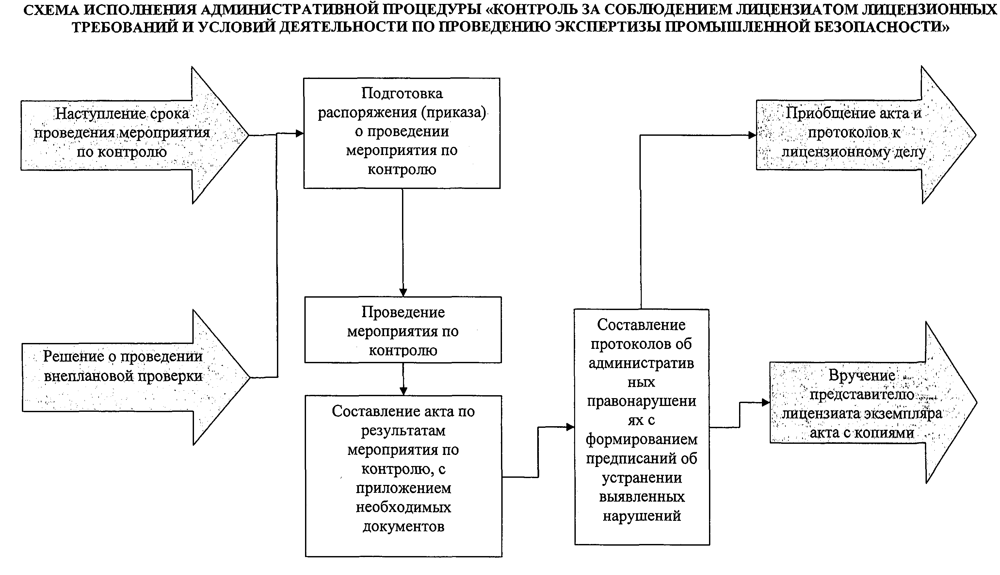 СХЕМА ИСПОЛНЕНИЯ АДМИНИСТРАТИВНОЙ ПРОЦЕДУРЫ «КОНТРОЛЬ ЗА СОБЛЮДЕНИЕМ ЛИЦЕНЗИАТОМ ЛИЦЕНЗИОННЫХ
ТРЕБОВАНИЙ И УСЛОВИЙ ДЕЯТЕЛЬНОСТИ ПО ПРОВЕДЕНИЮ ЭКСПЕРТИЗЫ ПРОМЫШЛЕННОЙ БЕЗОПАСНОСТИ»
Наступление срока
проведения мероприятия
по контролю
Решение о проведении
внеплановой проверки
Подготовка
распоряжения (приказа)
о проведении
мероприятия по
контролю
Проведение
мероприятия по
контролю
Составление акта по
результатам
мероприятия по
контролю, с
приложением
необходимых
документов
Составление
протоколов об
административ
ных
правонарушени
ях с
формированием
предписаний об
устранении
выявленных
нарушений
Приобщение акта и
протоколов к
лицензионному делу
Вручение
представителю
лицензиата экземпляра
акта с копиями